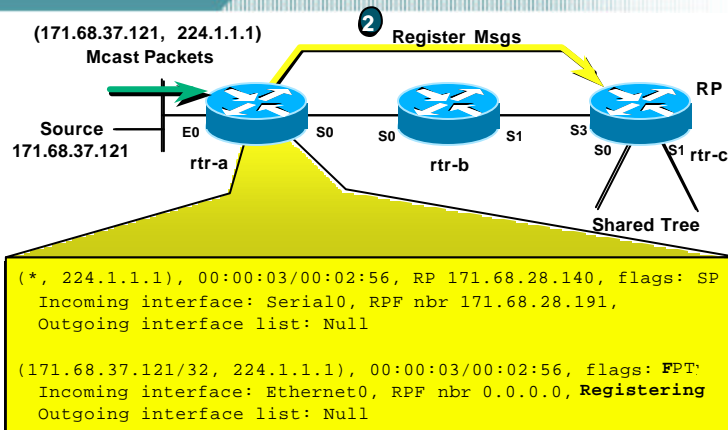 (171.68.37.121, 224.1.1.1)
Mcast Packets
2
Register Msgs
RP
Source
171.68.37.121
E0
S0
S0
S1
S3
S0
S1
rtr-a
rtr-b
rtr-c
Shared Tree
(*, 224.1.1.1), 00:00:03/00:02:56, RP 171.68.28.140, flags: SP
Incoming interface: Serial0, RPF nbr 171.68.28.191,
Outgoing interface list: Null
(171.68.37.121/32, 224.1.1.1), 00:00:03/00:02:56, flags: FPT
Incoming interface: Ethernet0, RPF nbr 0.0.0.0, Registering
Outgoing interface list: Null